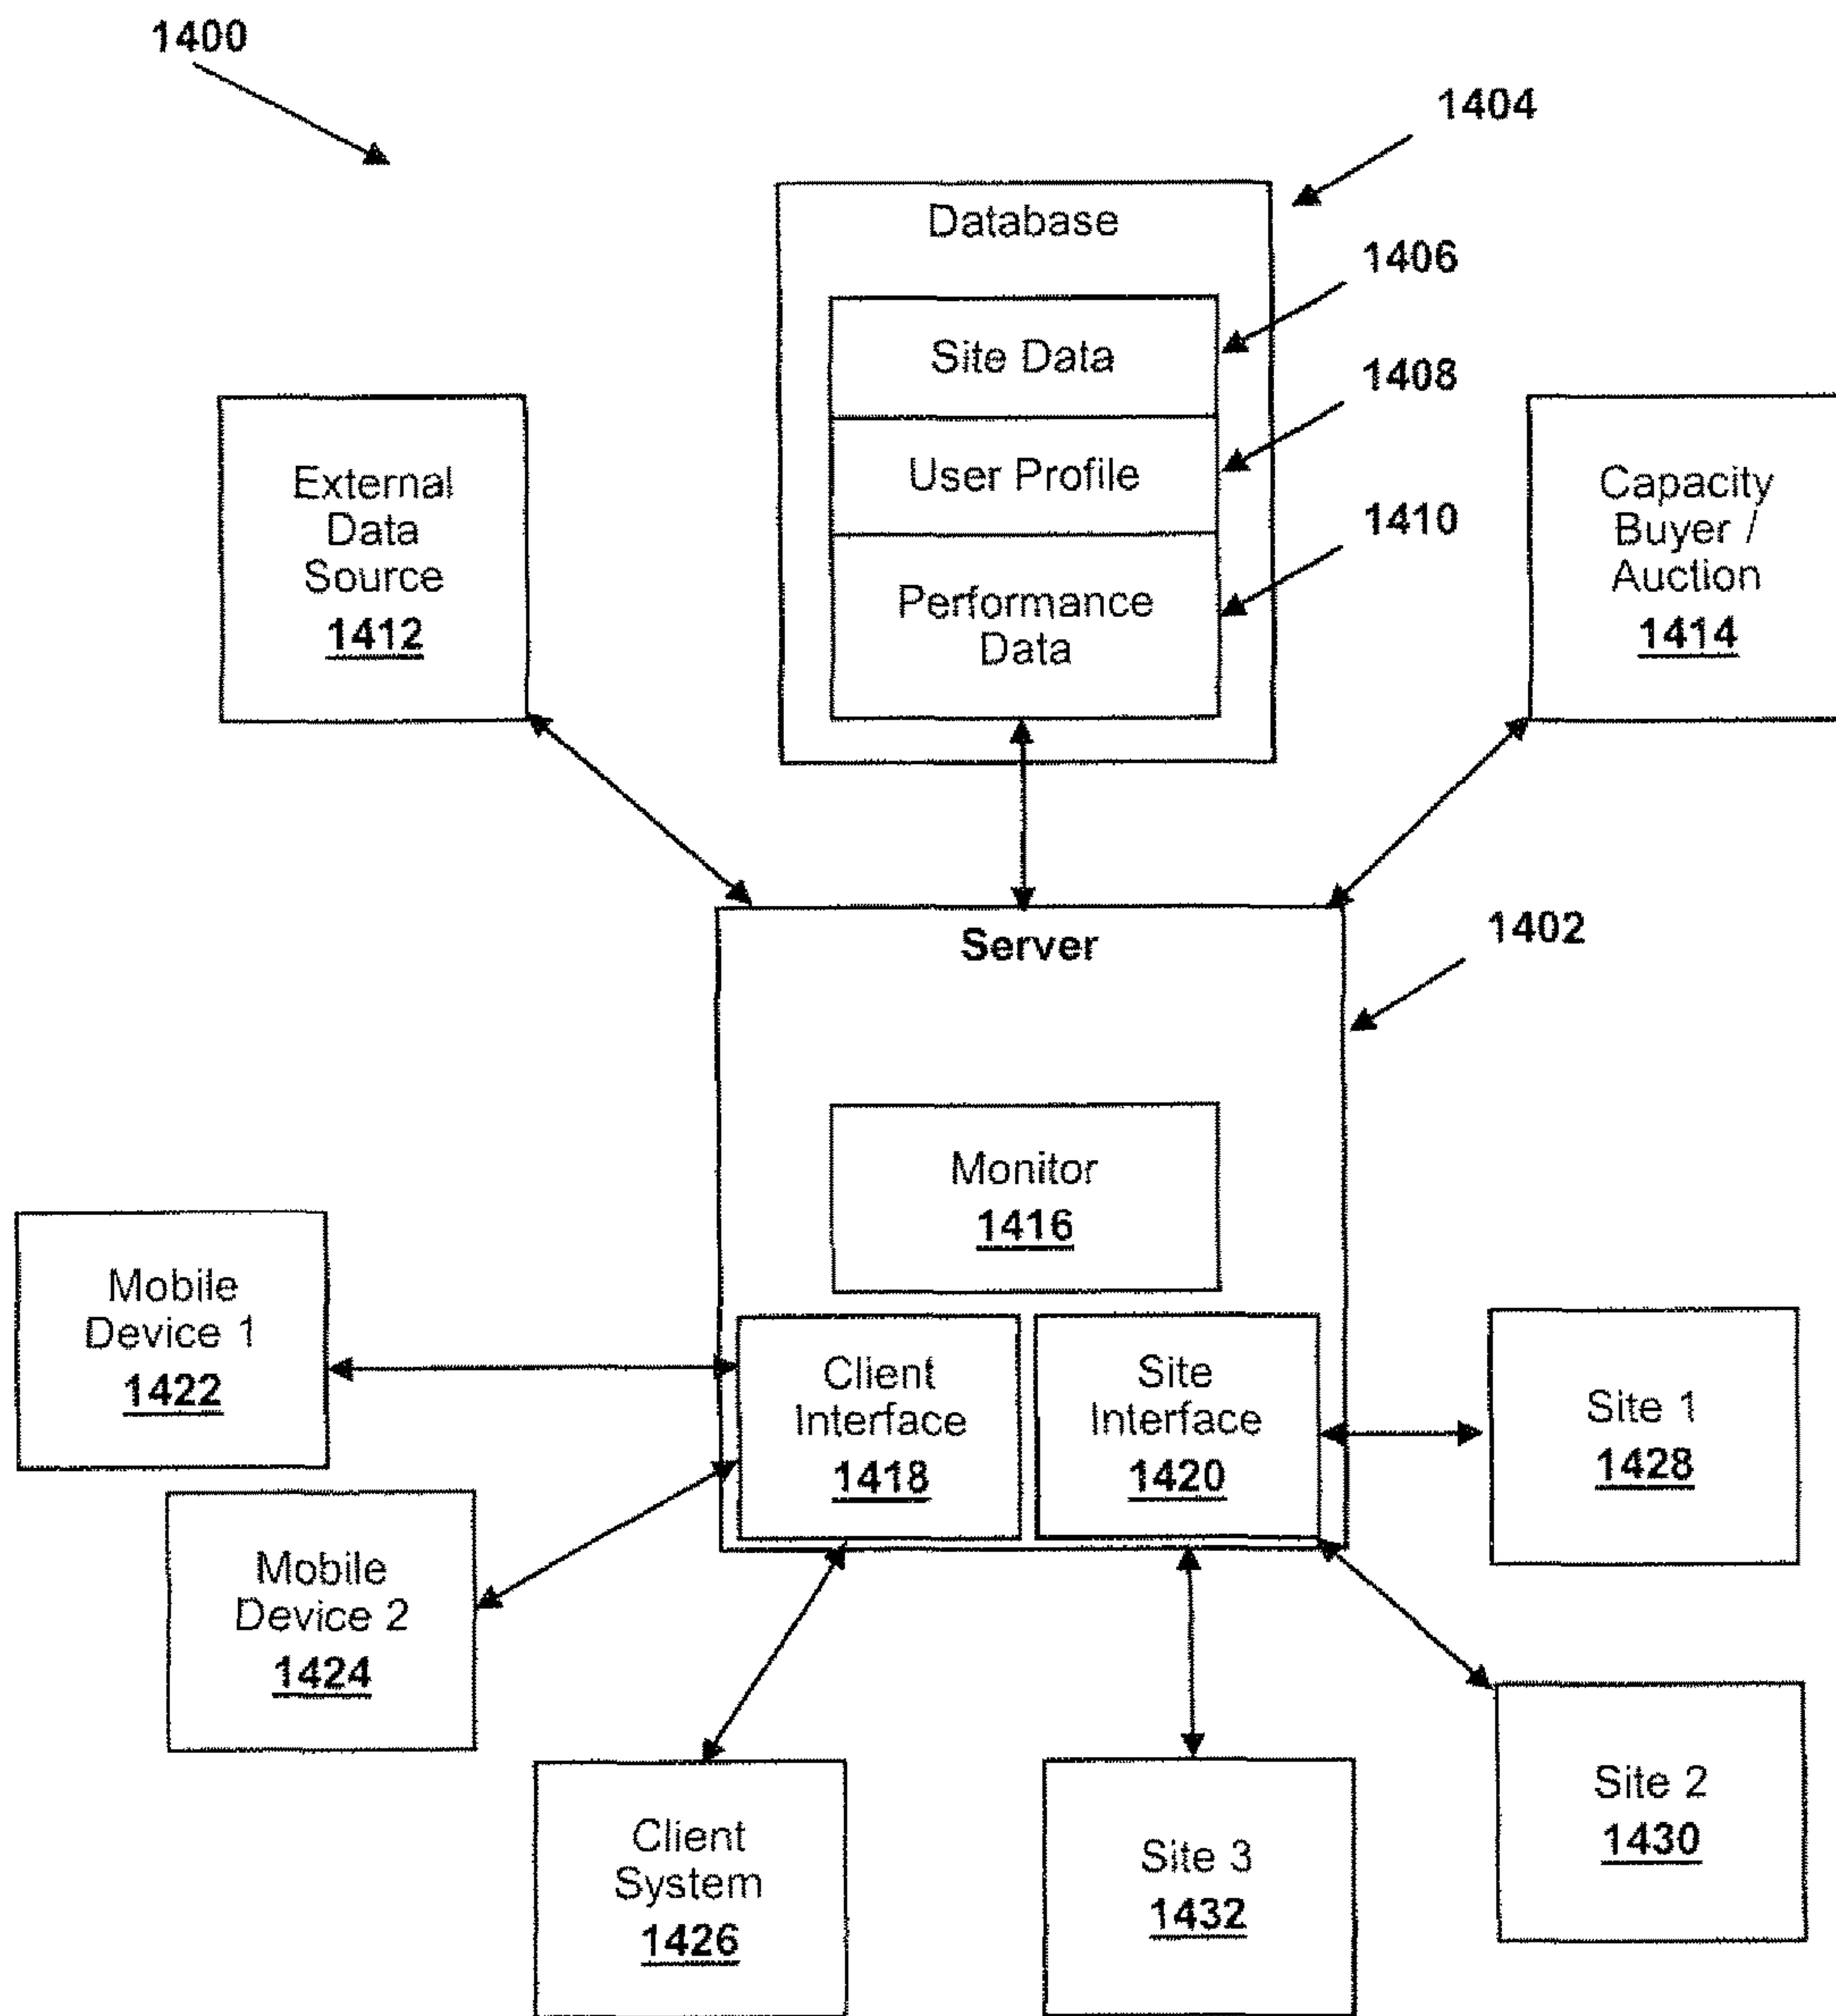 1400
1404
Database
1406
Site Data
1408
User Profile
1410
Performance
Data
External
Data
Source
1412
Capacity
Buyer /
Auction
1414
Server
1402
Monitor
1416
Mobile
Device 1
1422
Client
Interface
1418
Site
Interface
1420
Site 1
1428
Mobile
Device 2
1424
Client
System
1426
Site 3
1432
Site 2
1430